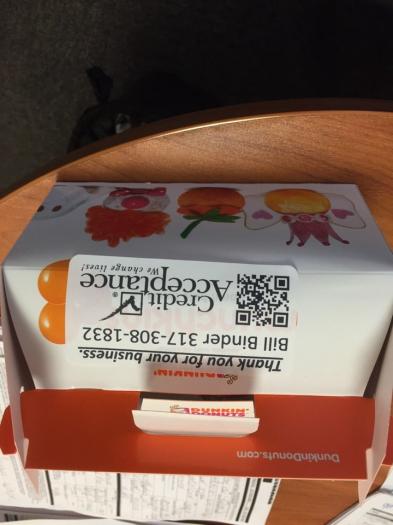 Thank you for your business.
Bill Binder 317-308-1832
Credit
Acceptance®
We change lives!
DUNKIN'
DUNKIN'
DONUTS
DunkinDonuts.com